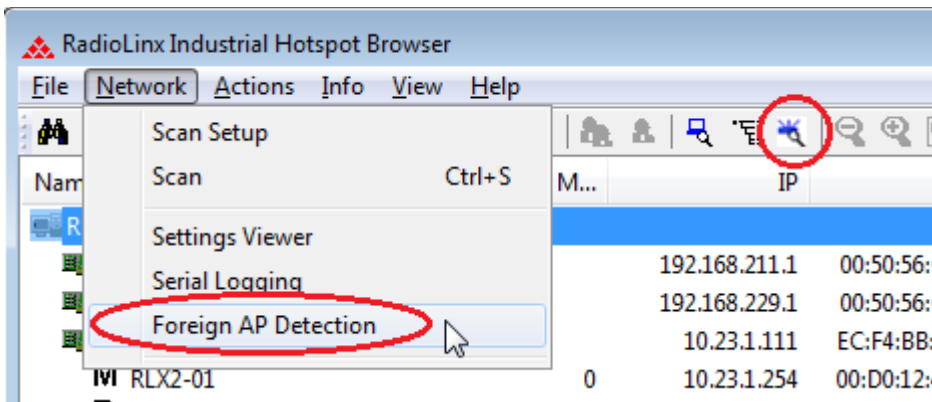 RadioLinx Industrial Hotspot Browser
File Network Actions Info View Help
Scan Setup
Scan Ctrl+S
Nam M... IP
R
Settings Viewer
192.168.211.1 00:50:56:
Serial Logging
192.168.229.1 00:50:56:
Foreign AP Detection
10.23.1.111 EC:F4:BB:
M RLX2-01 0 10.23.1.254 00:D0:12: